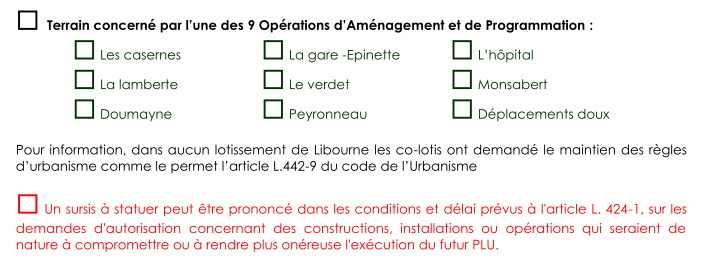 Terrain concerné par l'une des 9 Opérations d'Aménagement et de Programmation :
Les casernes La gare -Epinette L'hôpital
La lamberte Le verdet Monsabert
Doumayne Peyronneau Déplacements doux
Pour information, dans aucun lotissement de Libourne les co-lotis ont demandé le maintien des règles
d'urbanisme comme le permet l'article L.442-9 du code de l'Urbanisme
Un sursis à statuer peut être prononcé dans les conditions et délai prévus à l'article L. 424-1, sur les
demandes d'autorisation concernant des constructions, installations ou opérations qui seraient de
nature à compromettre ou à rendre plus onéreuse l'exécution du futur PLU.